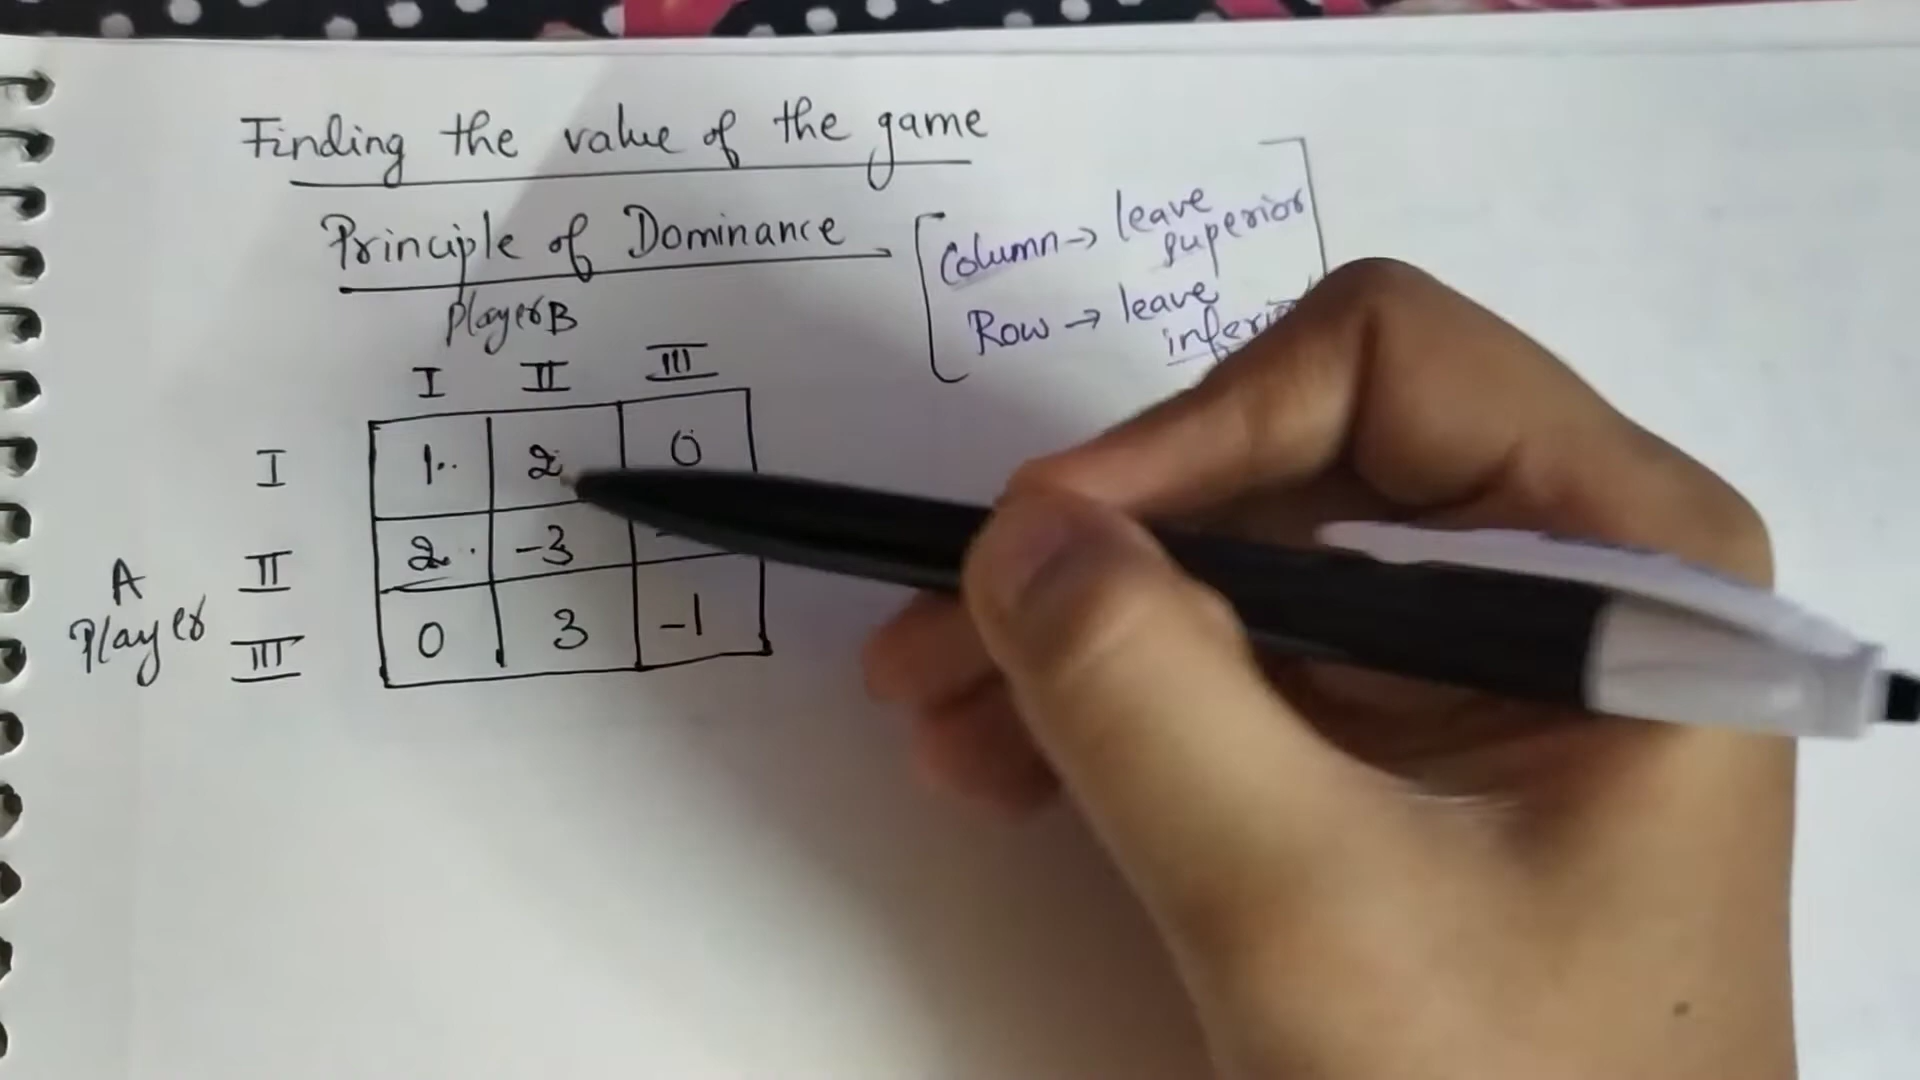 Finding the value of the game
Principle of Dominance
Column → leave superior
Row → leave
Player B
I II III
I 1 2 0
II 2 -3
III 0 3 -1
A Player